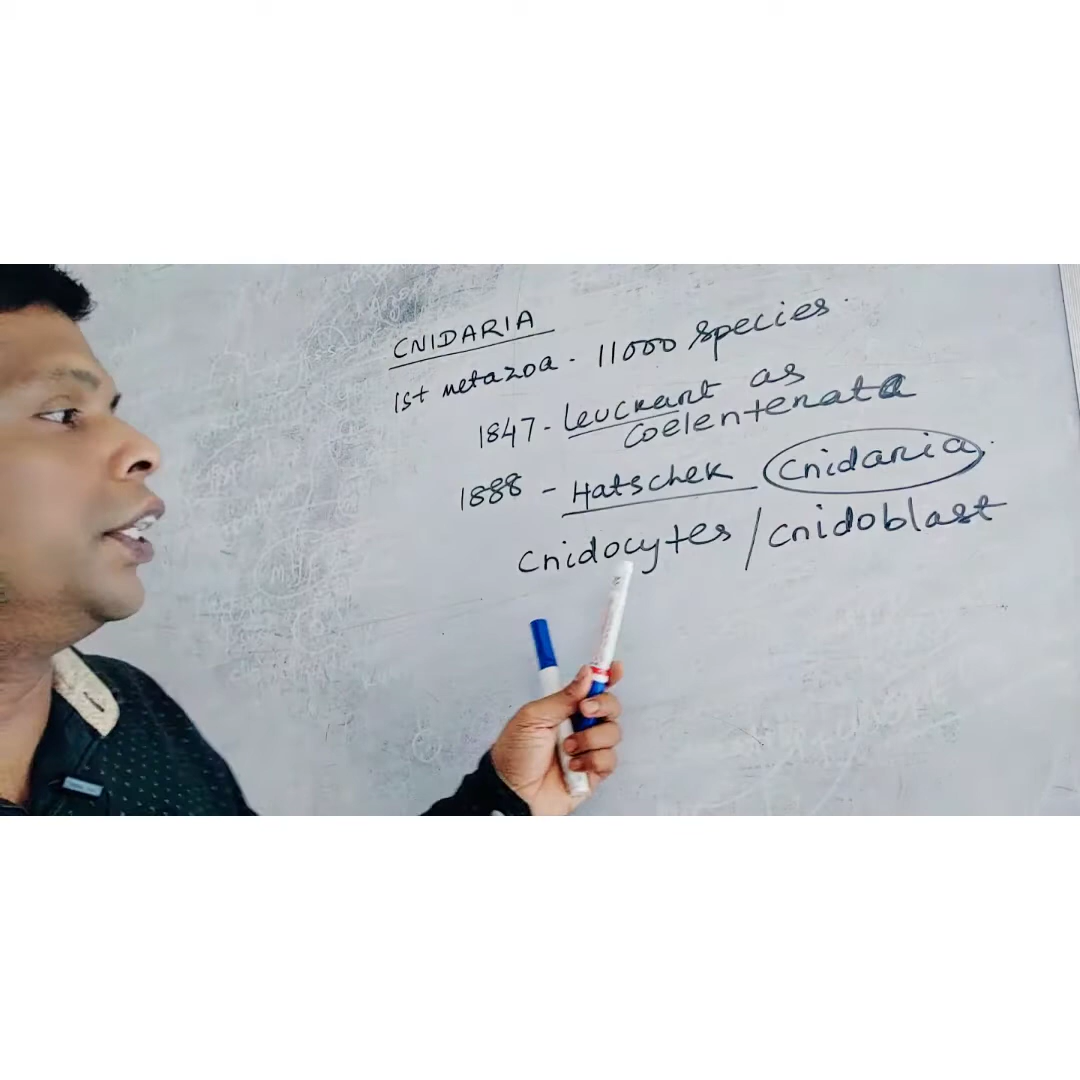 CNIDARIA
1st metazoa. 11000 species.
1847 - Leuckart as
Coelenterata
1888 - Hatschek Cnidaria.
Cnidocytes / cnidoblast